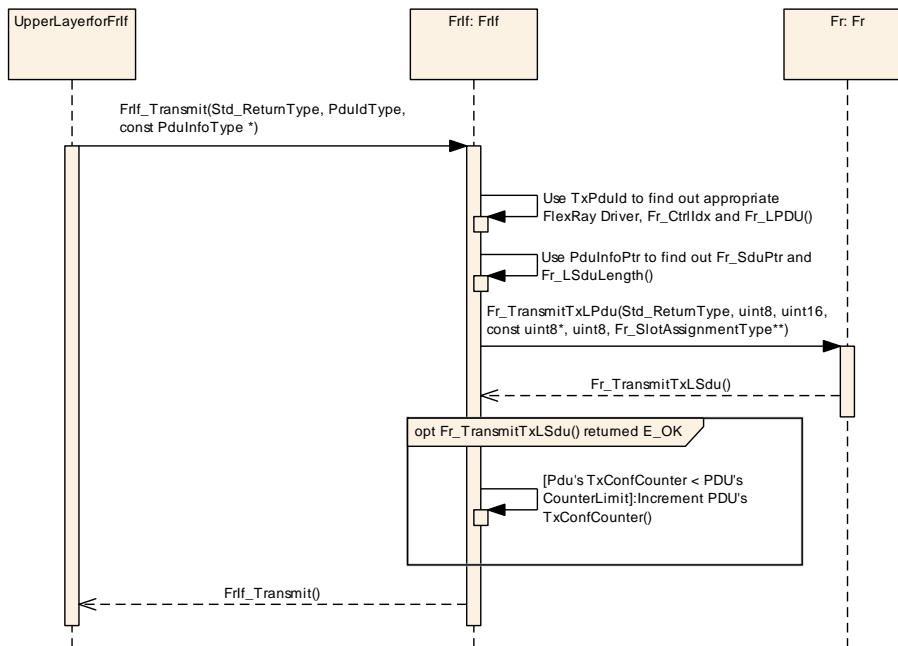 UpperLayerforFrIf
FrIf: FrIf
Fr: Fr
FrIf_Transmit(Std_ReturnType, PduIdType,
const PduInfoType *)
Use TxPduId to find out appropriate
FlexRay Driver, Fr_CtrlIdx and Fr_LPDU()
Use PduInfoPtr to find out Fr_SduPtr and
Fr_LSduLength()
Fr_TransmitTxLPdu(Std_ReturnType, uint8, uint16,
const uint8*, uint8, Fr_SlotAssignmentType**)
Fr_TransmitTxLSdu()
opt Fr_TransmitTxLSdu() returned E_OK
[Pdu's TxConfCounter < PDU's
CounterLimit]:Increment PDU's
TxConfCounter()
FrIf_Transmit()